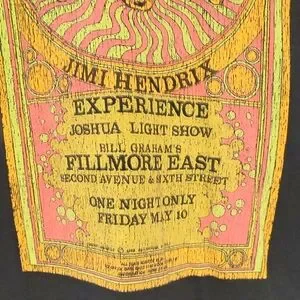 JIMI HENDRIX
EXPERIENCE
JOSHUA LIGHT SHOW
BILL GRAHAM'S
FILLMORE EAST
SECOND AVENUE & SIXTH STREET
ONE NIGHT ONLY
FRIDAY MAY 10